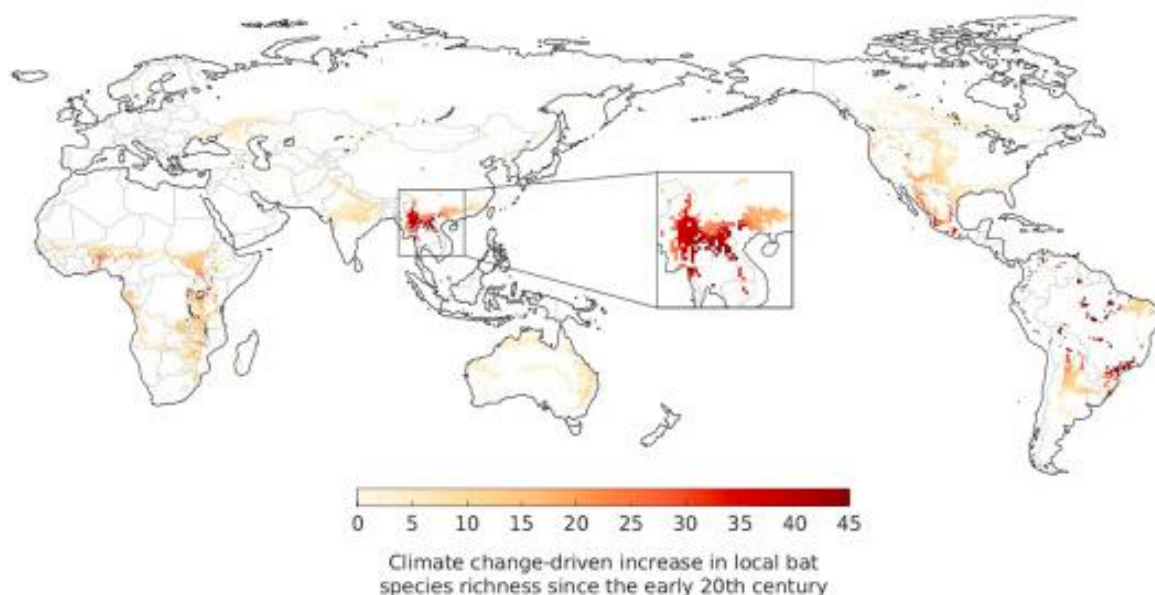 0 5 10 15 20 25 30 35 40 45
Climate change-driven increase in local bat
species richness since the early 20th century